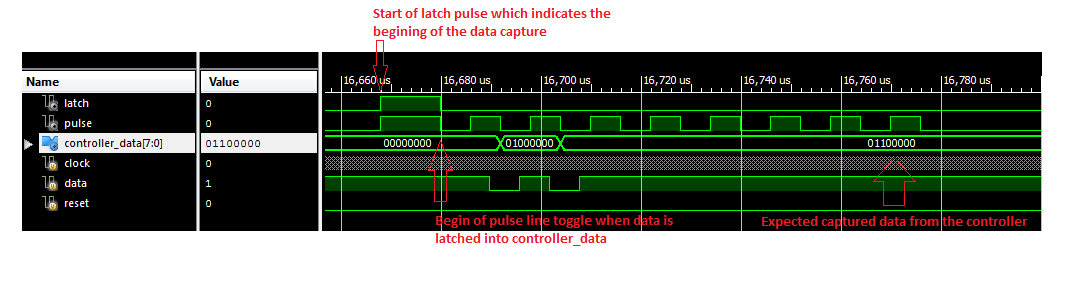 Start of latch pulse which indicates the
begining of the data capture
Name
Value
16,660 us
16,680 us
16,700 us
16,720 us
16,740 us
16,760 us
16,780 us
latch
0
pulse
0
controller_data[7:0]
01100000
00000000
01000000
01100000
clock
0
data
1
reset
0
Begin of pulse line toggle when data is
latched into controller_data
Expected captured data from the controller